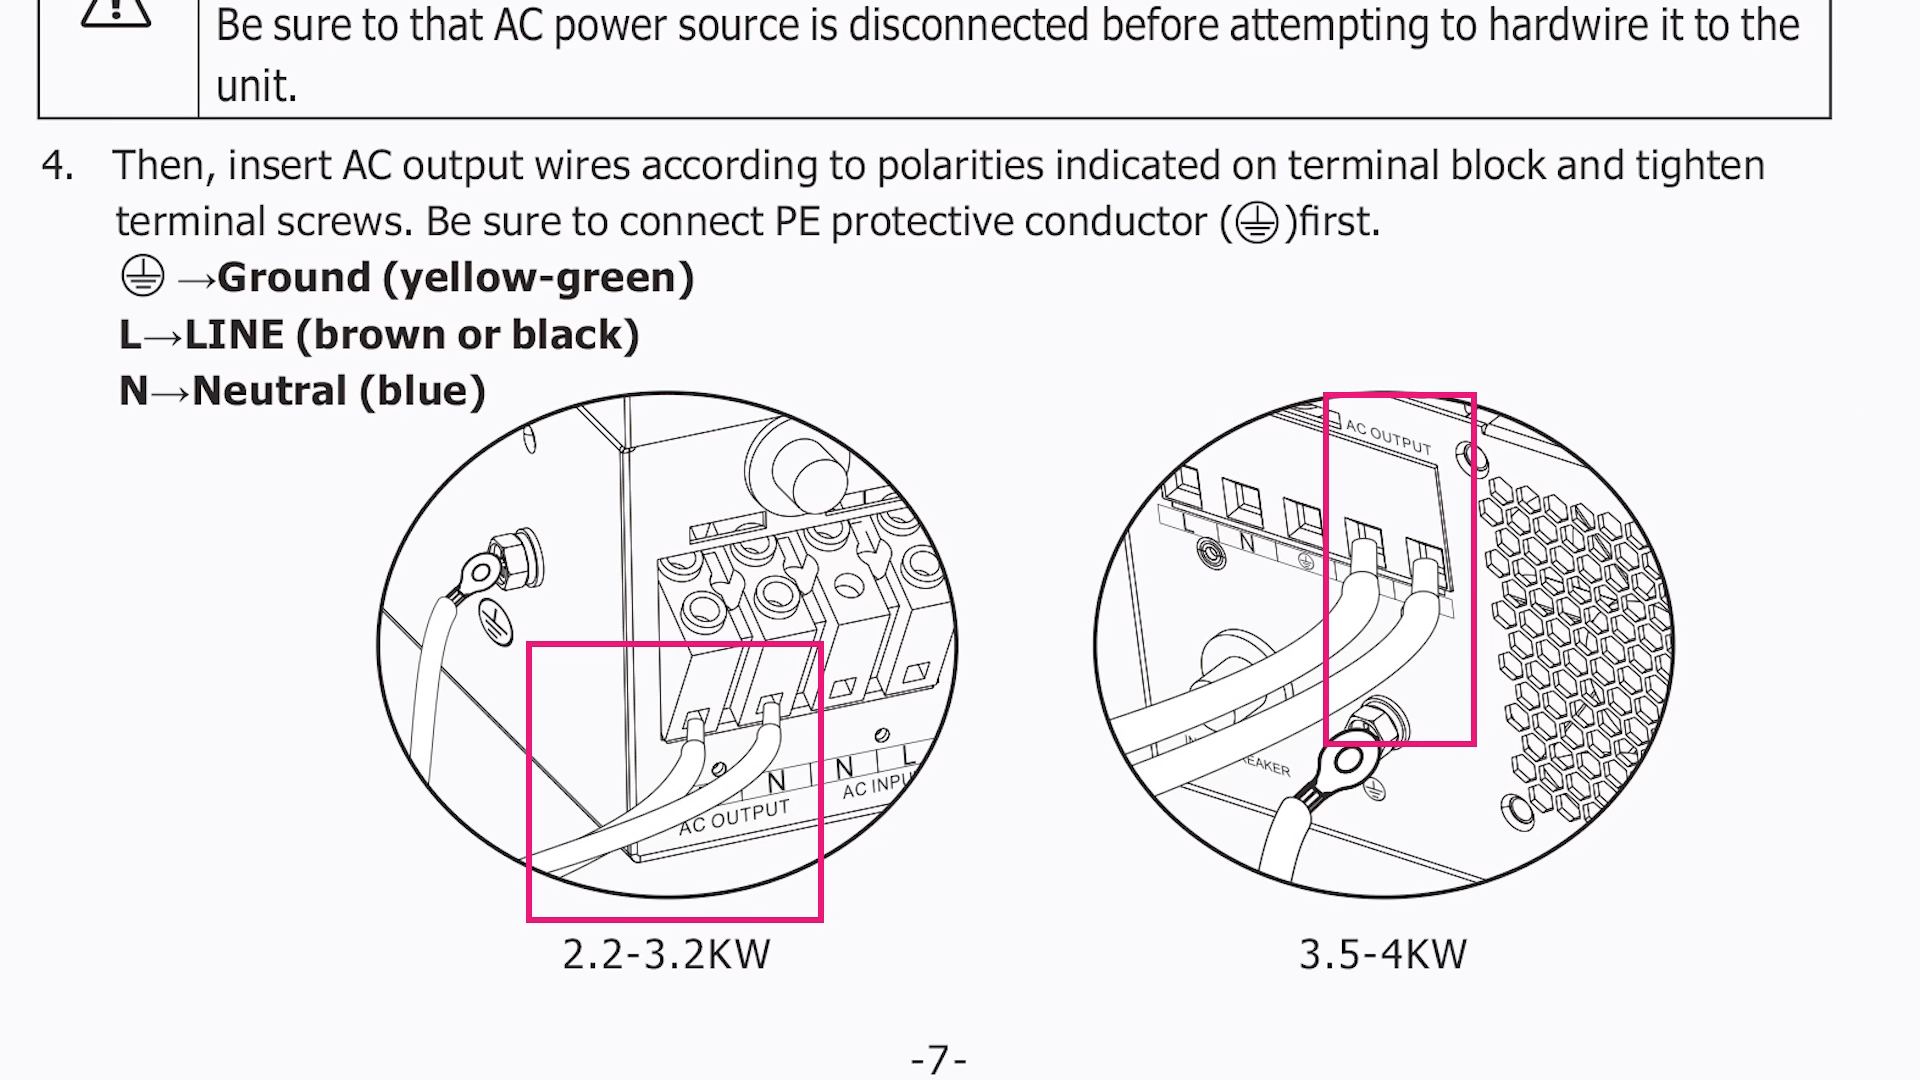 Be sure to that AC power source is disconnected before attempting to hardwire it to the
unit.
4. Then, insert AC output wires according to polarities indicated on terminal block and tighten
terminal screws. Be sure to connect PE protective conductor (⏚)first.
⏚ →Ground (yellow-green)
L→LINE (brown or black)
N→Neutral (blue)
AC OUTPUT
L N
N N L
AC OUTPUT AC INPU
EAKER
2.2-3.2KW 3.5-4KW
-7-